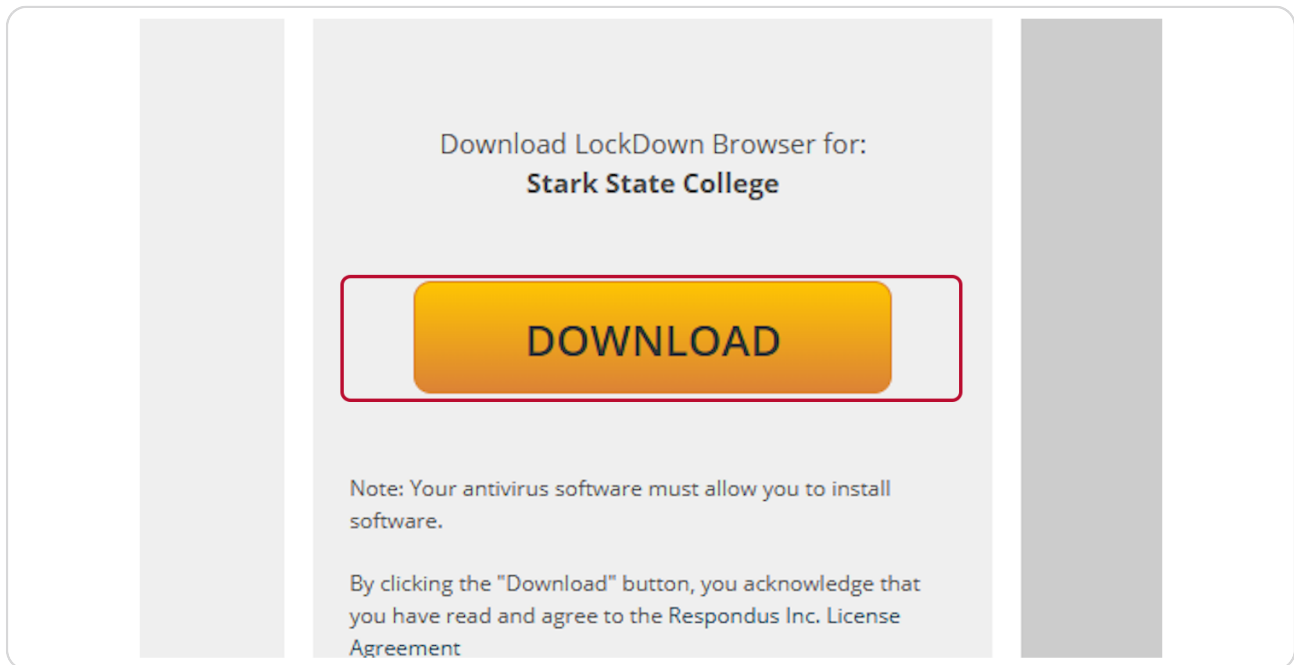 Download LockDown Browser for:
Stark State College
DOWNLOAD
Note: Your antivirus software must allow you to install
software.
By clicking the "Download" button, you acknowledge that
you have read and agree to the Respondus Inc. License
Agreement